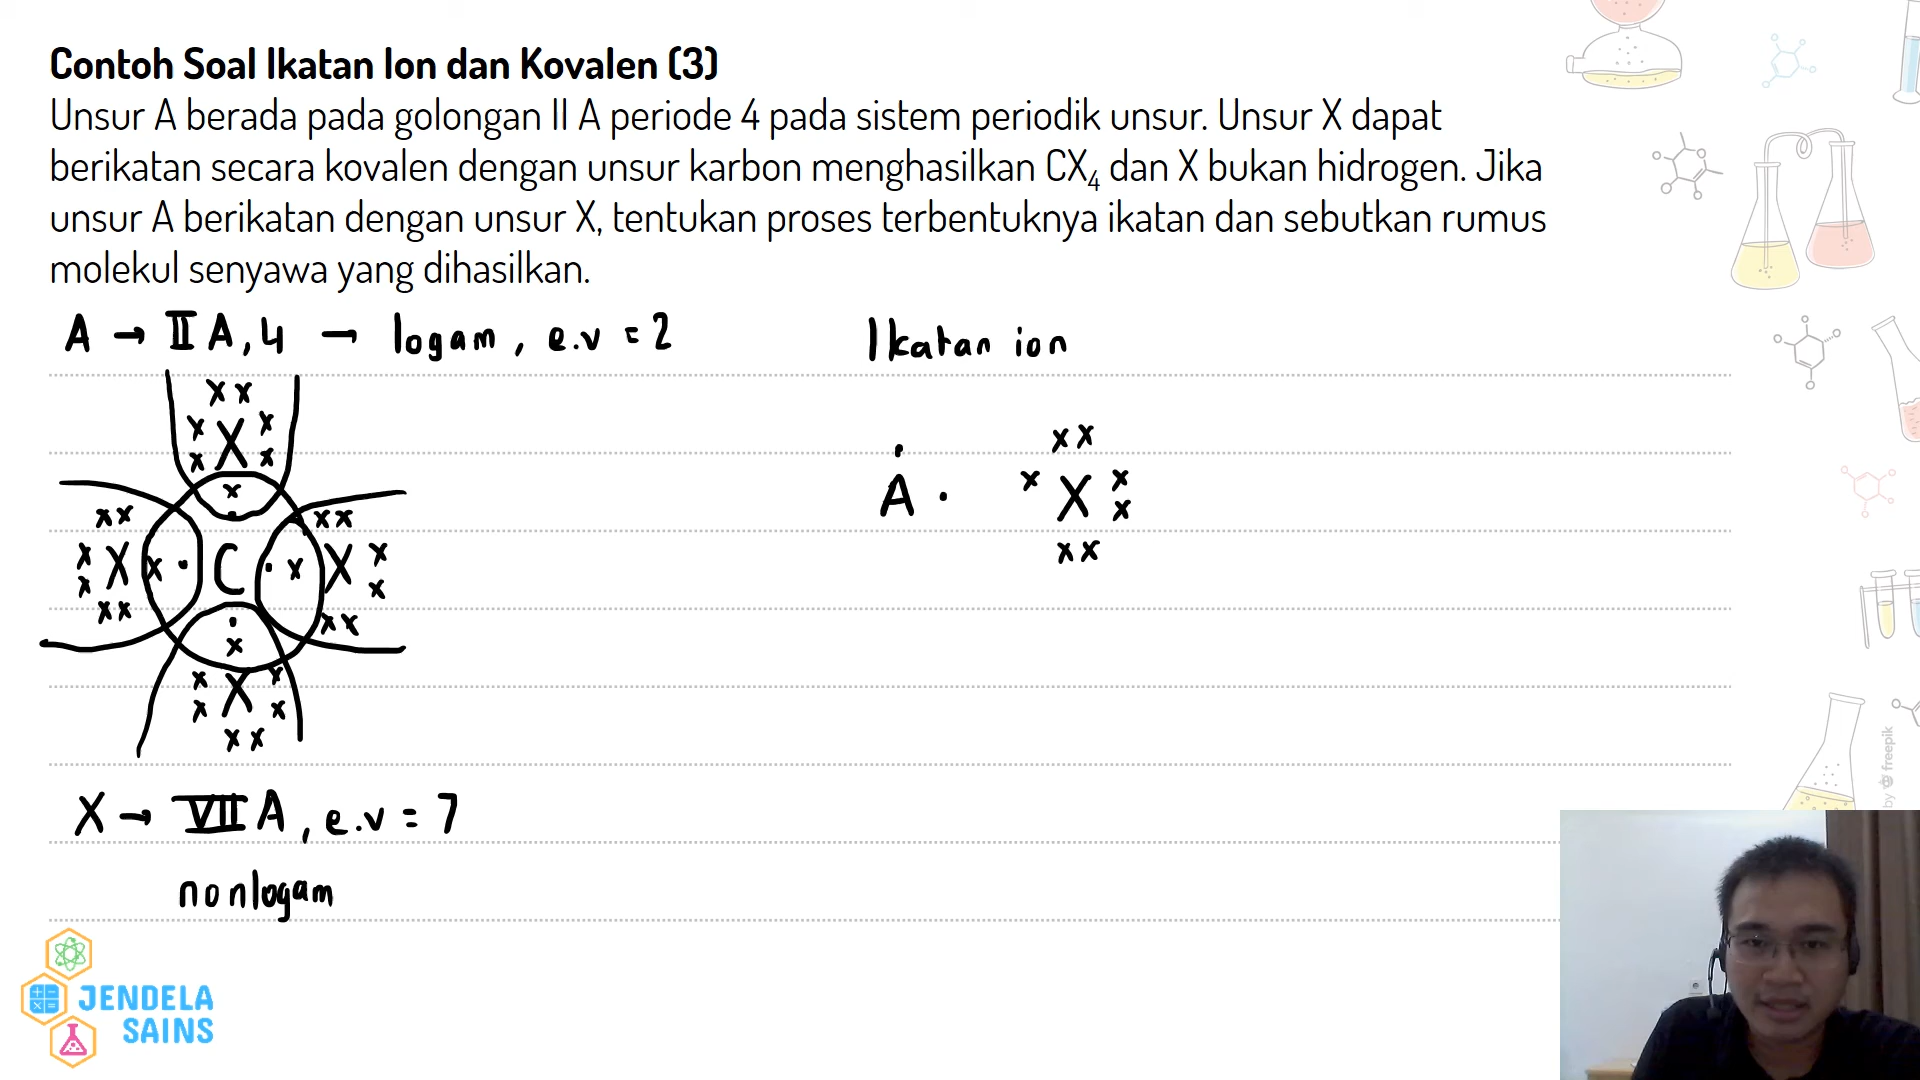 Contoh Soal Ikatan Ion dan Kovalen (3)
Unsur A berada pada golongan II A periode 4 pada sistem periodik unsur. Unsur X dapat
berikatan secara kovalen dengan unsur karbon menghasilkan CX₄ dan X bukan hidrogen. Jika
unsur A berikatan dengan unsur X, tentukan proses terbentuknya ikatan dan sebutkan rumus
molekul senyawa yang dihasilkan.
A → II A, 4 → logam, e.v = 2
Ikatan ion
x x
x X x
x x
x
•
x x
x X x • C • x X x
x x
x x
x x
•
x
x X x
x x
x x
•
A •
x x
x X x
x
x x
X → VII A, e.v = 7
nonlogam
JENDELA
SAINS
by freepik